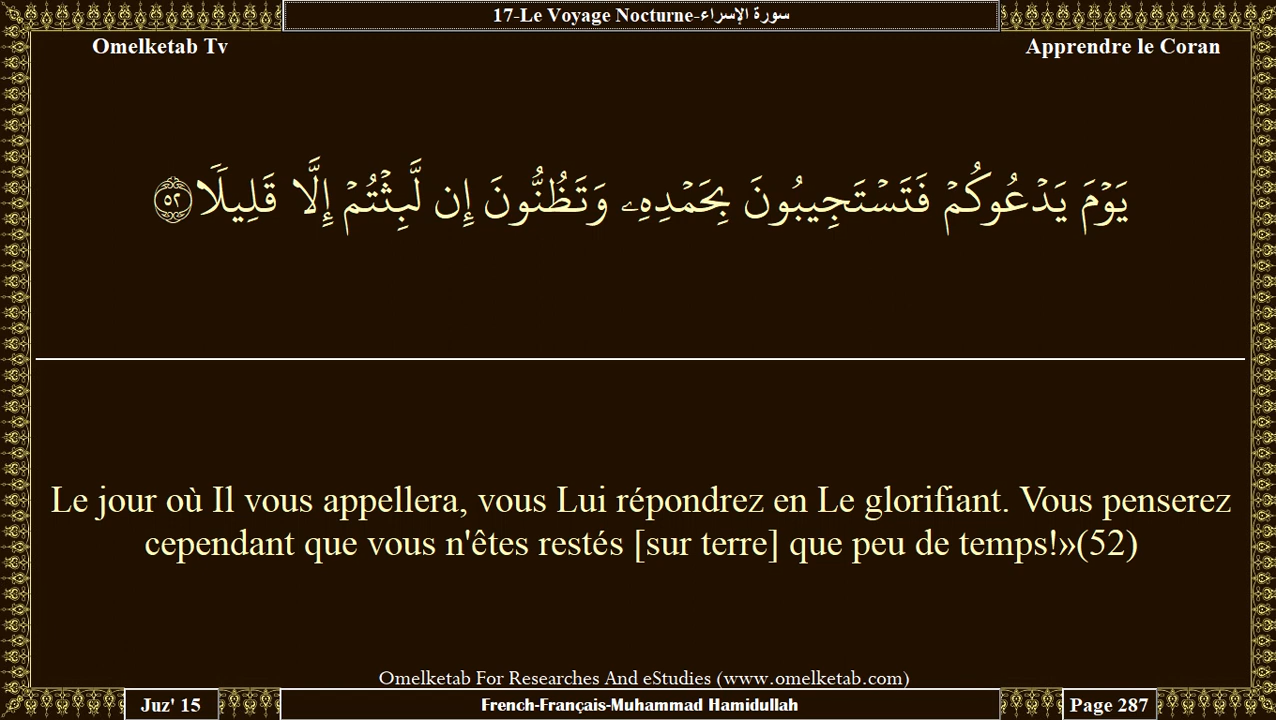 17-Le Voyage Nocturne-سورة الإسراء
Omelketab Tv
Apprendre le Coran
يَوۡمَ يَدۡعُوكُمۡ فَتَسۡتَجِيبُونَ بِحَمۡدِهِۦ وَتَظُنُّونَ إِن لَّبِثۡتُمۡ إِلَّا قَلِيلٗا ٥٢
Le jour où Il vous appellera, vous Lui répondrez en Le glorifiant. Vous penserez
cependant que vous n'êtes restés [sur terre] que peu de temps!»(52)
Omelketab For Researches And eStudies (www.omelketab.com)
Juz' 15
French-Français-Muhammad Hamidullah
Page 287